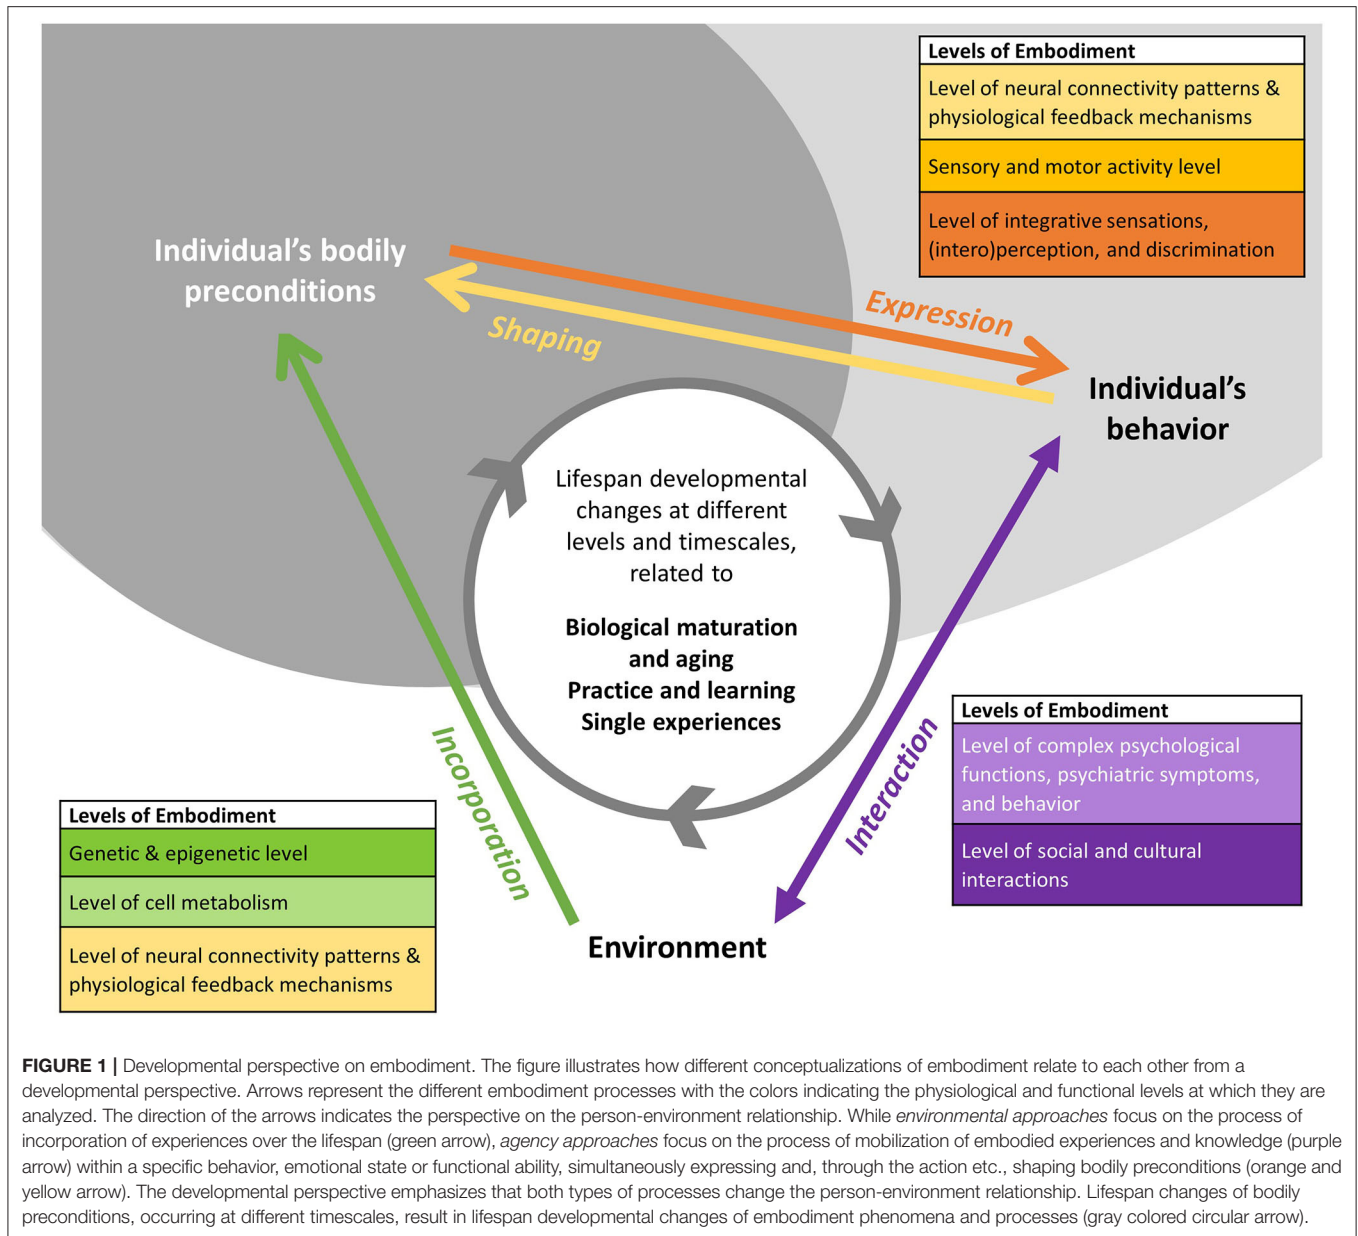 Levels of Embodiment
Level of neural connectivity patterns &
physiological feedback mechanisms
Sensory and motor activity level
Level of integrative sensations,
(intero)perception, and discrimination
Individual's bodily
preconditions
Expression
Shaping
Individual's
behavior
Lifespan developmental
changes at different
levels and timescales,
related to
Biological maturation
and aging
Practice and learning
Single experiences
Incorporation
Interaction
Levels of Embodiment
Level of complex psychological
functions, psychiatric symptoms,
and behavior
Level of social and cultural
interactions
Levels of Embodiment
Genetic & epigenetic level
Level of cell metabolism
Level of neural connectivity patterns &
physiological feedback mechanisms
Environment
FIGURE 1 | Developmental perspective on embodiment. The figure illustrates how different conceptualizations of embodiment relate to each other from a
developmental perspective. Arrows represent the different embodiment processes with the colors indicating the physiological and functional levels at which they are
analyzed. The direction of the arrows indicates the perspective on the person-environment relationship. While environmental approaches focus on the process of
incorporation of experiences over the lifespan (green arrow), agency approaches focus on the process of mobilization of embodied experiences and knowledge (purple
arrow) within a specific behavior, emotional state or functional ability, simultaneously expressing and, through the action etc., shaping bodily preconditions (orange and
yellow arrow). The developmental perspective emphasizes that both types of processes change the person-environment relationship. Lifespan changes of bodily
preconditions, occurring at different timescales, result in lifespan developmental changes of embodiment phenomena and processes (gray colored circular arrow).